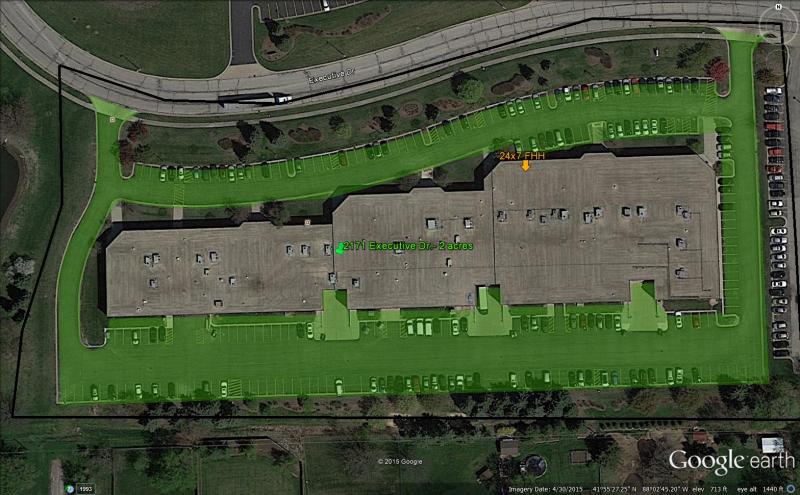 N
Executive Dr
24x7 FHH
2171 Executive Dr - 2 acres
© 2015 Google
Google earth
1993
Imagery Date: 4/30/2015 41°55'27.25" N 88°02'45.20" W elev 713 ft eye alt 1440 ft